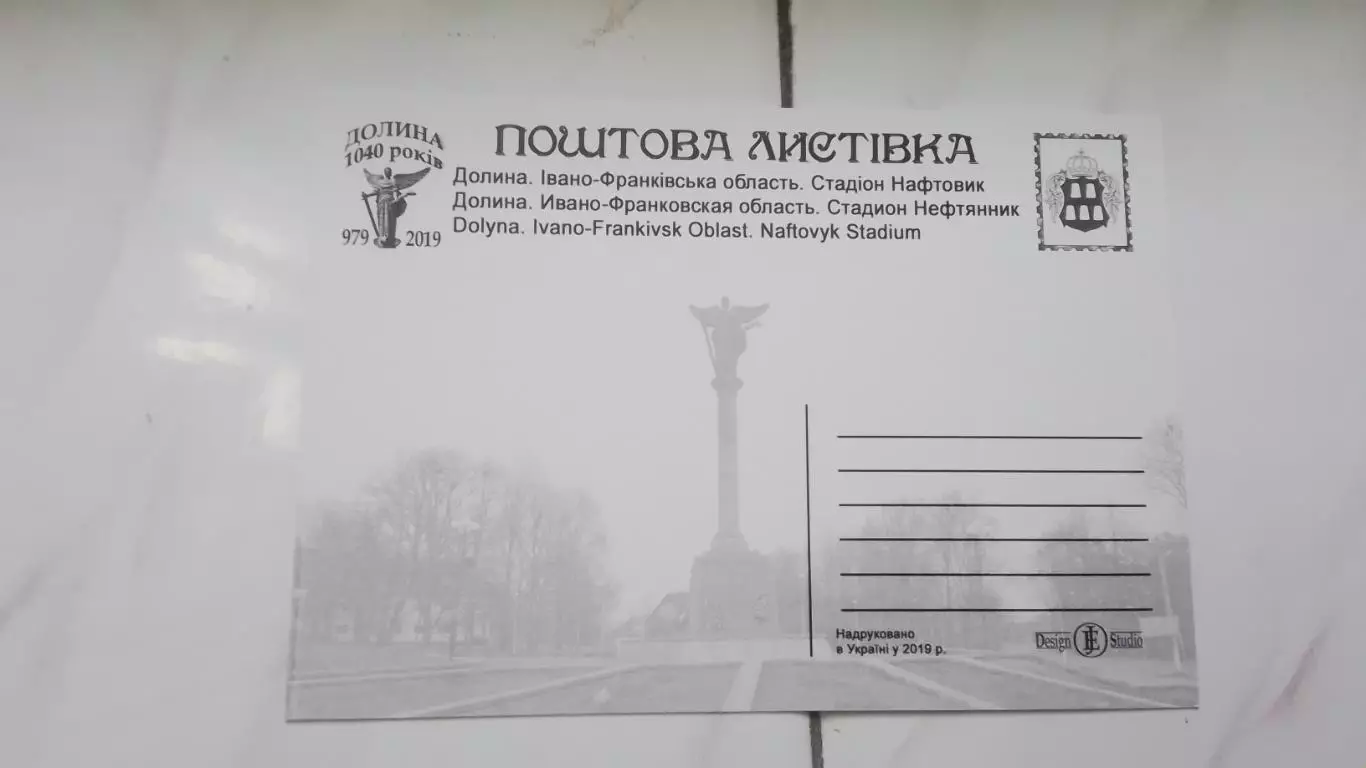 ДОЛИНА
1040 років
979 2019
ПОШТОВА ЛИСТІВКА
Долина. Івано-Франківська область. Стадіон Нафтовик
Долина. Ивано-Франковская область. Стадион Нефтянник
Dolyna. Ivano-Frankivsk Oblast. Naftovyk Stadium
Надруковано
в Україні у 2019 р.
Design Studio